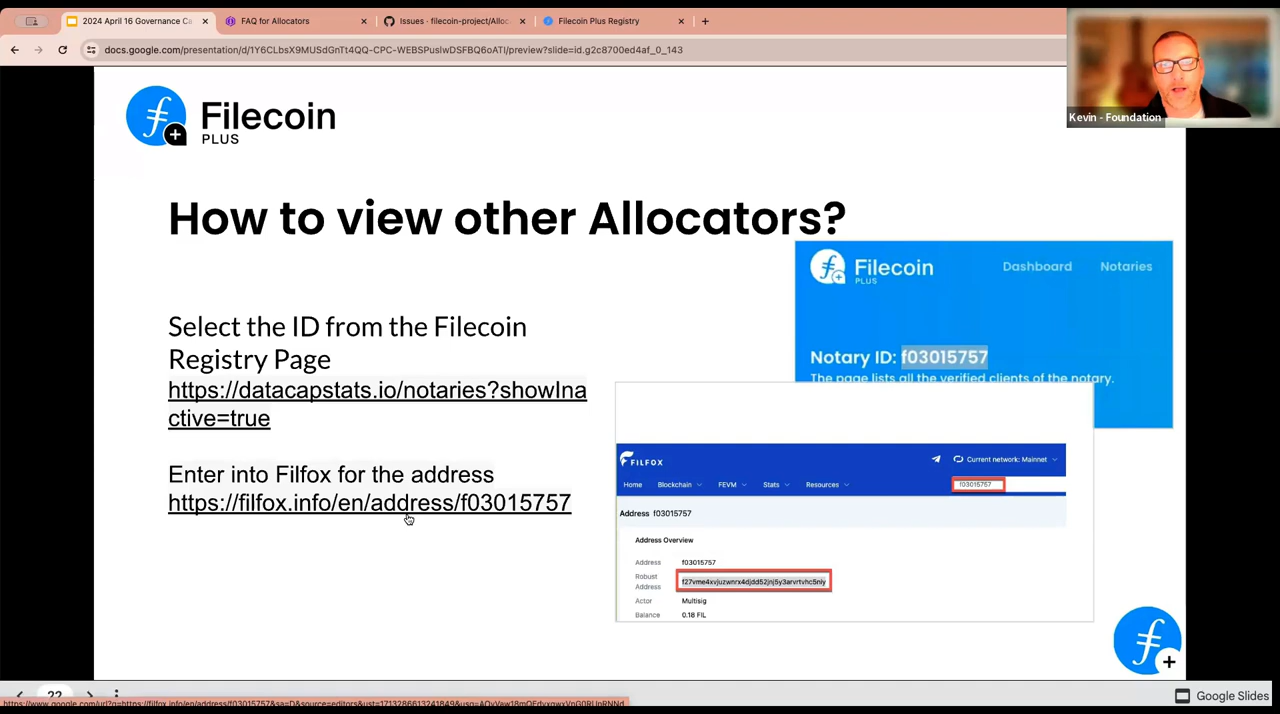 2024 April 16 Governance Ca
FAQ for Allocators
Issues · filecoin-project/Alloc
Filecoin Plus Registry
docs.google.com/presentation/d/1Y6CLbsX9MUSdGnTt4QQ-CPC-WEBSPuslwDSFBQ6oATI/preview?slide=id.g2c8700ed4af_0_143
Kevin - Foundation
Filecoin
PLUS
How to view other Allocators?
Select the ID from the Filecoin
Registry Page
https://datacapstats.io/notaries?showIna
ctive=true
Enter into Filfox for the address
https://filfox.info/en/address/f03015757
Filecoin
PLUS
Dashboard
Notaries
Notary ID: f03015757
The page lists all the verified clients of the notary.
FILFOX
Current network: Mainnet
Home
Blockchain
FEVM
Stats
Resources
f03015757
Address f03015757
Address Overview
Address f03015757
Robust
Address
f27vme4xvjuzwnrx4djdd52jnj5y3arvrtvhc5niy
Actor Multisig
Balance 0.18 FIL
22
Google Slides